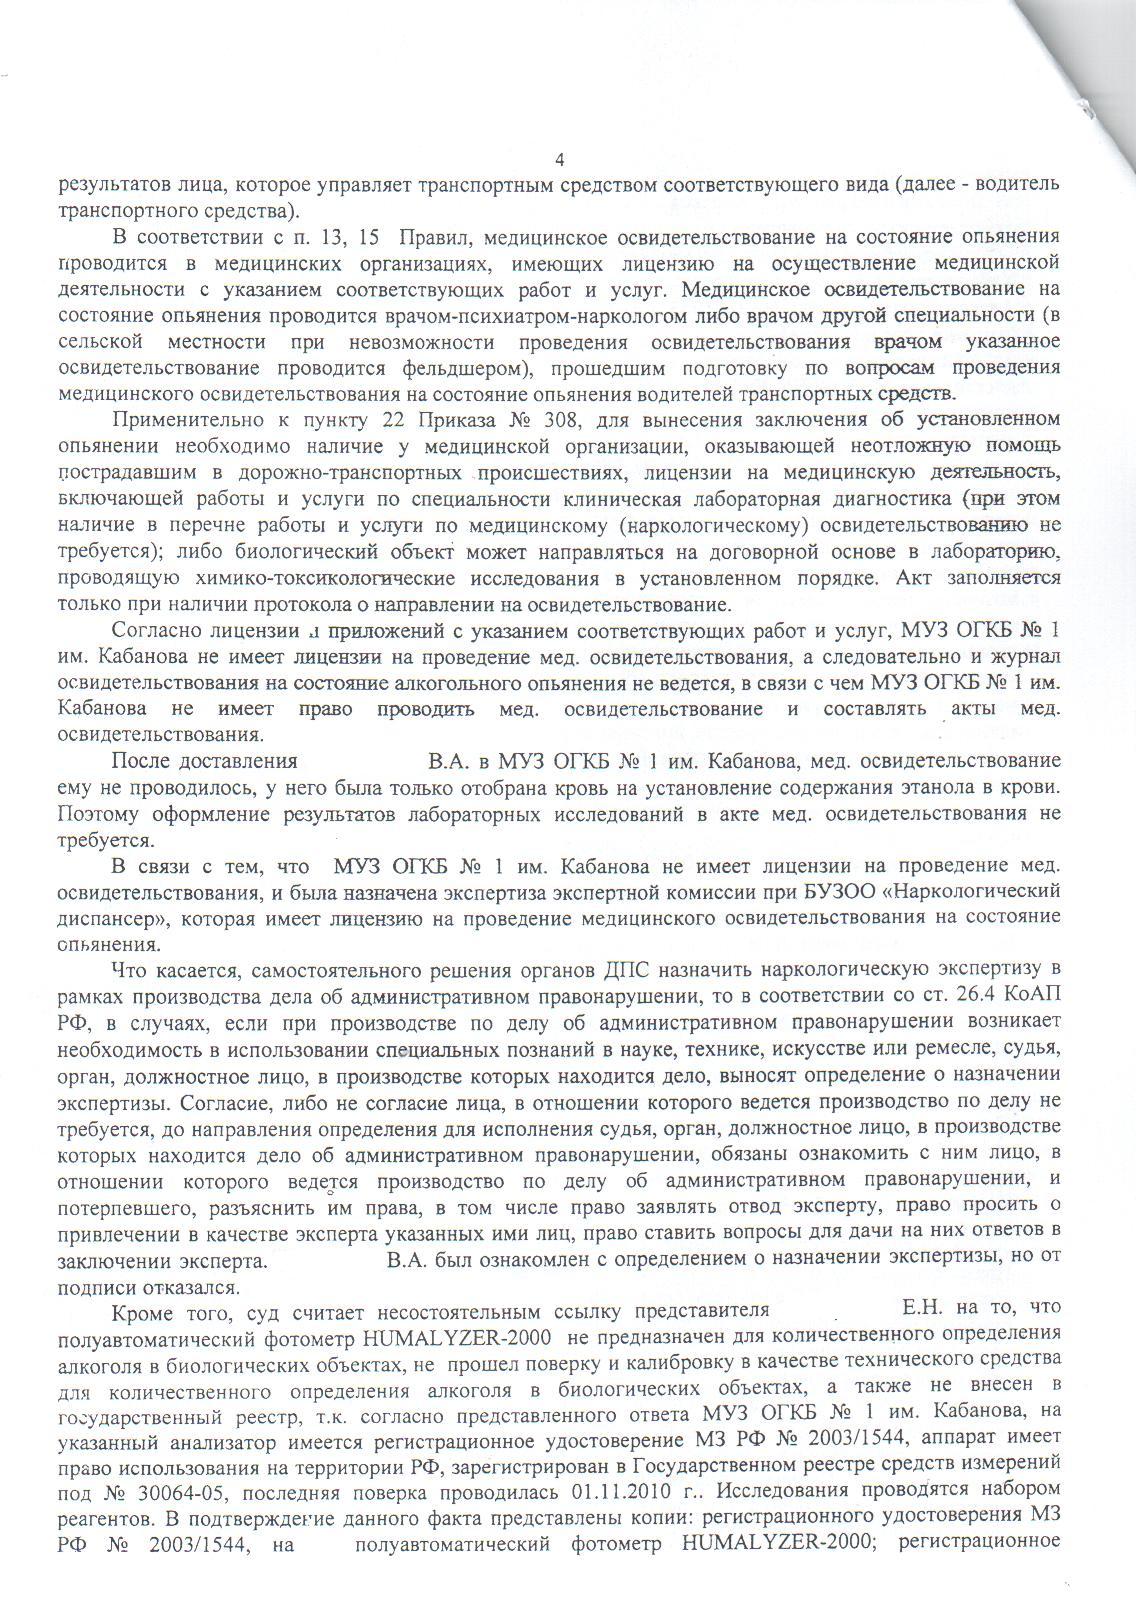 4
результатов лица, которое управляет транспортным средством соответствующего вида (далее - водитель
транспортного средства).
В соответствии с п. 13, 15 Правил, медицинское освидетельствование на состояние опьянения
проводится в медицинских организациях, имеющих лицензию на осуществление медицинской
деятельности с указанием соответствующих работ и услуг. Медицинское освидетельствование на
состояние опьянения проводится врачом-психиатром-наркологом либо врачом другой специальности (в
сельской местности при невозможности проведения освидетельствования врачом указанное
освидетельствование проводится фельдшером), прошедшим подготовку по вопросам проведения
медицинского освидетельствования на состояние опьянения водителей транспортных средств.
Применительно к пункту 22 Приказа № 308, для вынесения заключения об установленном
опьянении необходимо наличие у медицинской организации, оказывающей неотложную помощь
пострадавшим в дорожно-транспортных происшествиях, лицензии на медицинскую деятельность,
включающей работы и услуги по специальности клиническая лабораторная диагностика (при этом
наличие в перечне работы и услуги по медицинскому (наркологическому) освидетельствованию не
требуется); либо биологический объект может направляться на договорной основе в лабораторию,
проводящую химико-токсикологические исследования в установленном порядке. Акт заполняется
только при наличии протокола о направлении на освидетельствование.
Согласно лицензии и приложений с указанием соответствующих работ и услуг, МУЗ ОГКБ № 1
им. Кабанова не имеет лицензии на проведение мед. освидетельствования, а следовательно и журнал
освидетельствования на состояние алкогольного опьянения не ведется, в связи с чем МУЗ ОГКБ № 1 им.
Кабанова не имеет право проводить мед. освидетельствование и составлять акты мед.
освидетельствования.
После доставления В.А. в МУЗ ОГКБ № 1 им. Кабанова, мед. освидетельствование
ему не проводилось, у него была только отобрана кровь на установление содержания этанола в крови.
Поэтому оформление результатов лабораторных исследований в акте мед. освидетельствования не
требуется.
В связи с тем, что МУЗ ОГКБ № 1 им. Кабанова не имеет лицензии на проведение мед.
освидетельствования, и была назначена экспертиза экспертной комиссии при БУЗОО «Наркологический
диспансер», которая имеет лицензию на проведение медицинского освидетельствования на состояние
опьянения.
Что касается, самостоятельного решения органов ДПС назначить наркологическую экспертизу в
рамках производства дела об административном правонарушении, то в соответствии со ст. 26.4 КоАП
РФ, в случаях, если при производстве по делу об административном правонарушении возникает
необходимость в использовании специальных познаний в науке, технике, искусстве или ремесле, судья,
орган, должностное лицо, в производстве которых находится дело, выносят определение о назначении
экспертизы. Согласие, либо не согласие лица, в отношении которого ведется производство по делу не
требуется, до направления определения для исполнения судья, орган, должностное лицо, в производстве
которых находится дело об административном правонарушении, обязаны ознакомить с ним лицо, в
отношении которого ведется производство по делу об административном правонарушении, и
потерпевшего, разъяснить им права, в том числе право заявлять отвод эксперту, право просить о
привлечении в качестве эксперта указанных ими лиц, право ставить вопросы для дачи на них ответов в
заключении эксперта. В.А. был ознакомлен с определением о назначении экспертизы, но от
подписи отказался.
Кроме того, суд считает несостоятельным ссылку представителя Е.Н. на то, что
полуавтоматический фотометр HUMALYZER-2000 не предназначен для количественного определения
алкоголя в биологических объектах, не прошел поверку и калибровку в качестве технического средства
для количественного определения алкоголя в биологических объектах, а также не внесен в
государственный реестр, т.к. согласно представленного ответа МУЗ ОГКБ № 1 им. Кабанова, на
указанный анализатор имеется регистрационное удостоверение МЗ РФ № 2003/1544, аппарат имеет
право использования на территории РФ, зарегистрирован в Государственном реестре средств измерений
под № 30064-05, последняя поверка проводилась 01.11.2010 г.. Исследования проводятся набором
реагентов. В подтверждение данного факта представлены копии: регистрационного удостоверения МЗ
РФ № 2003/1544, на полуавтоматический фотометр HUMALYZER-2000; регистрационное